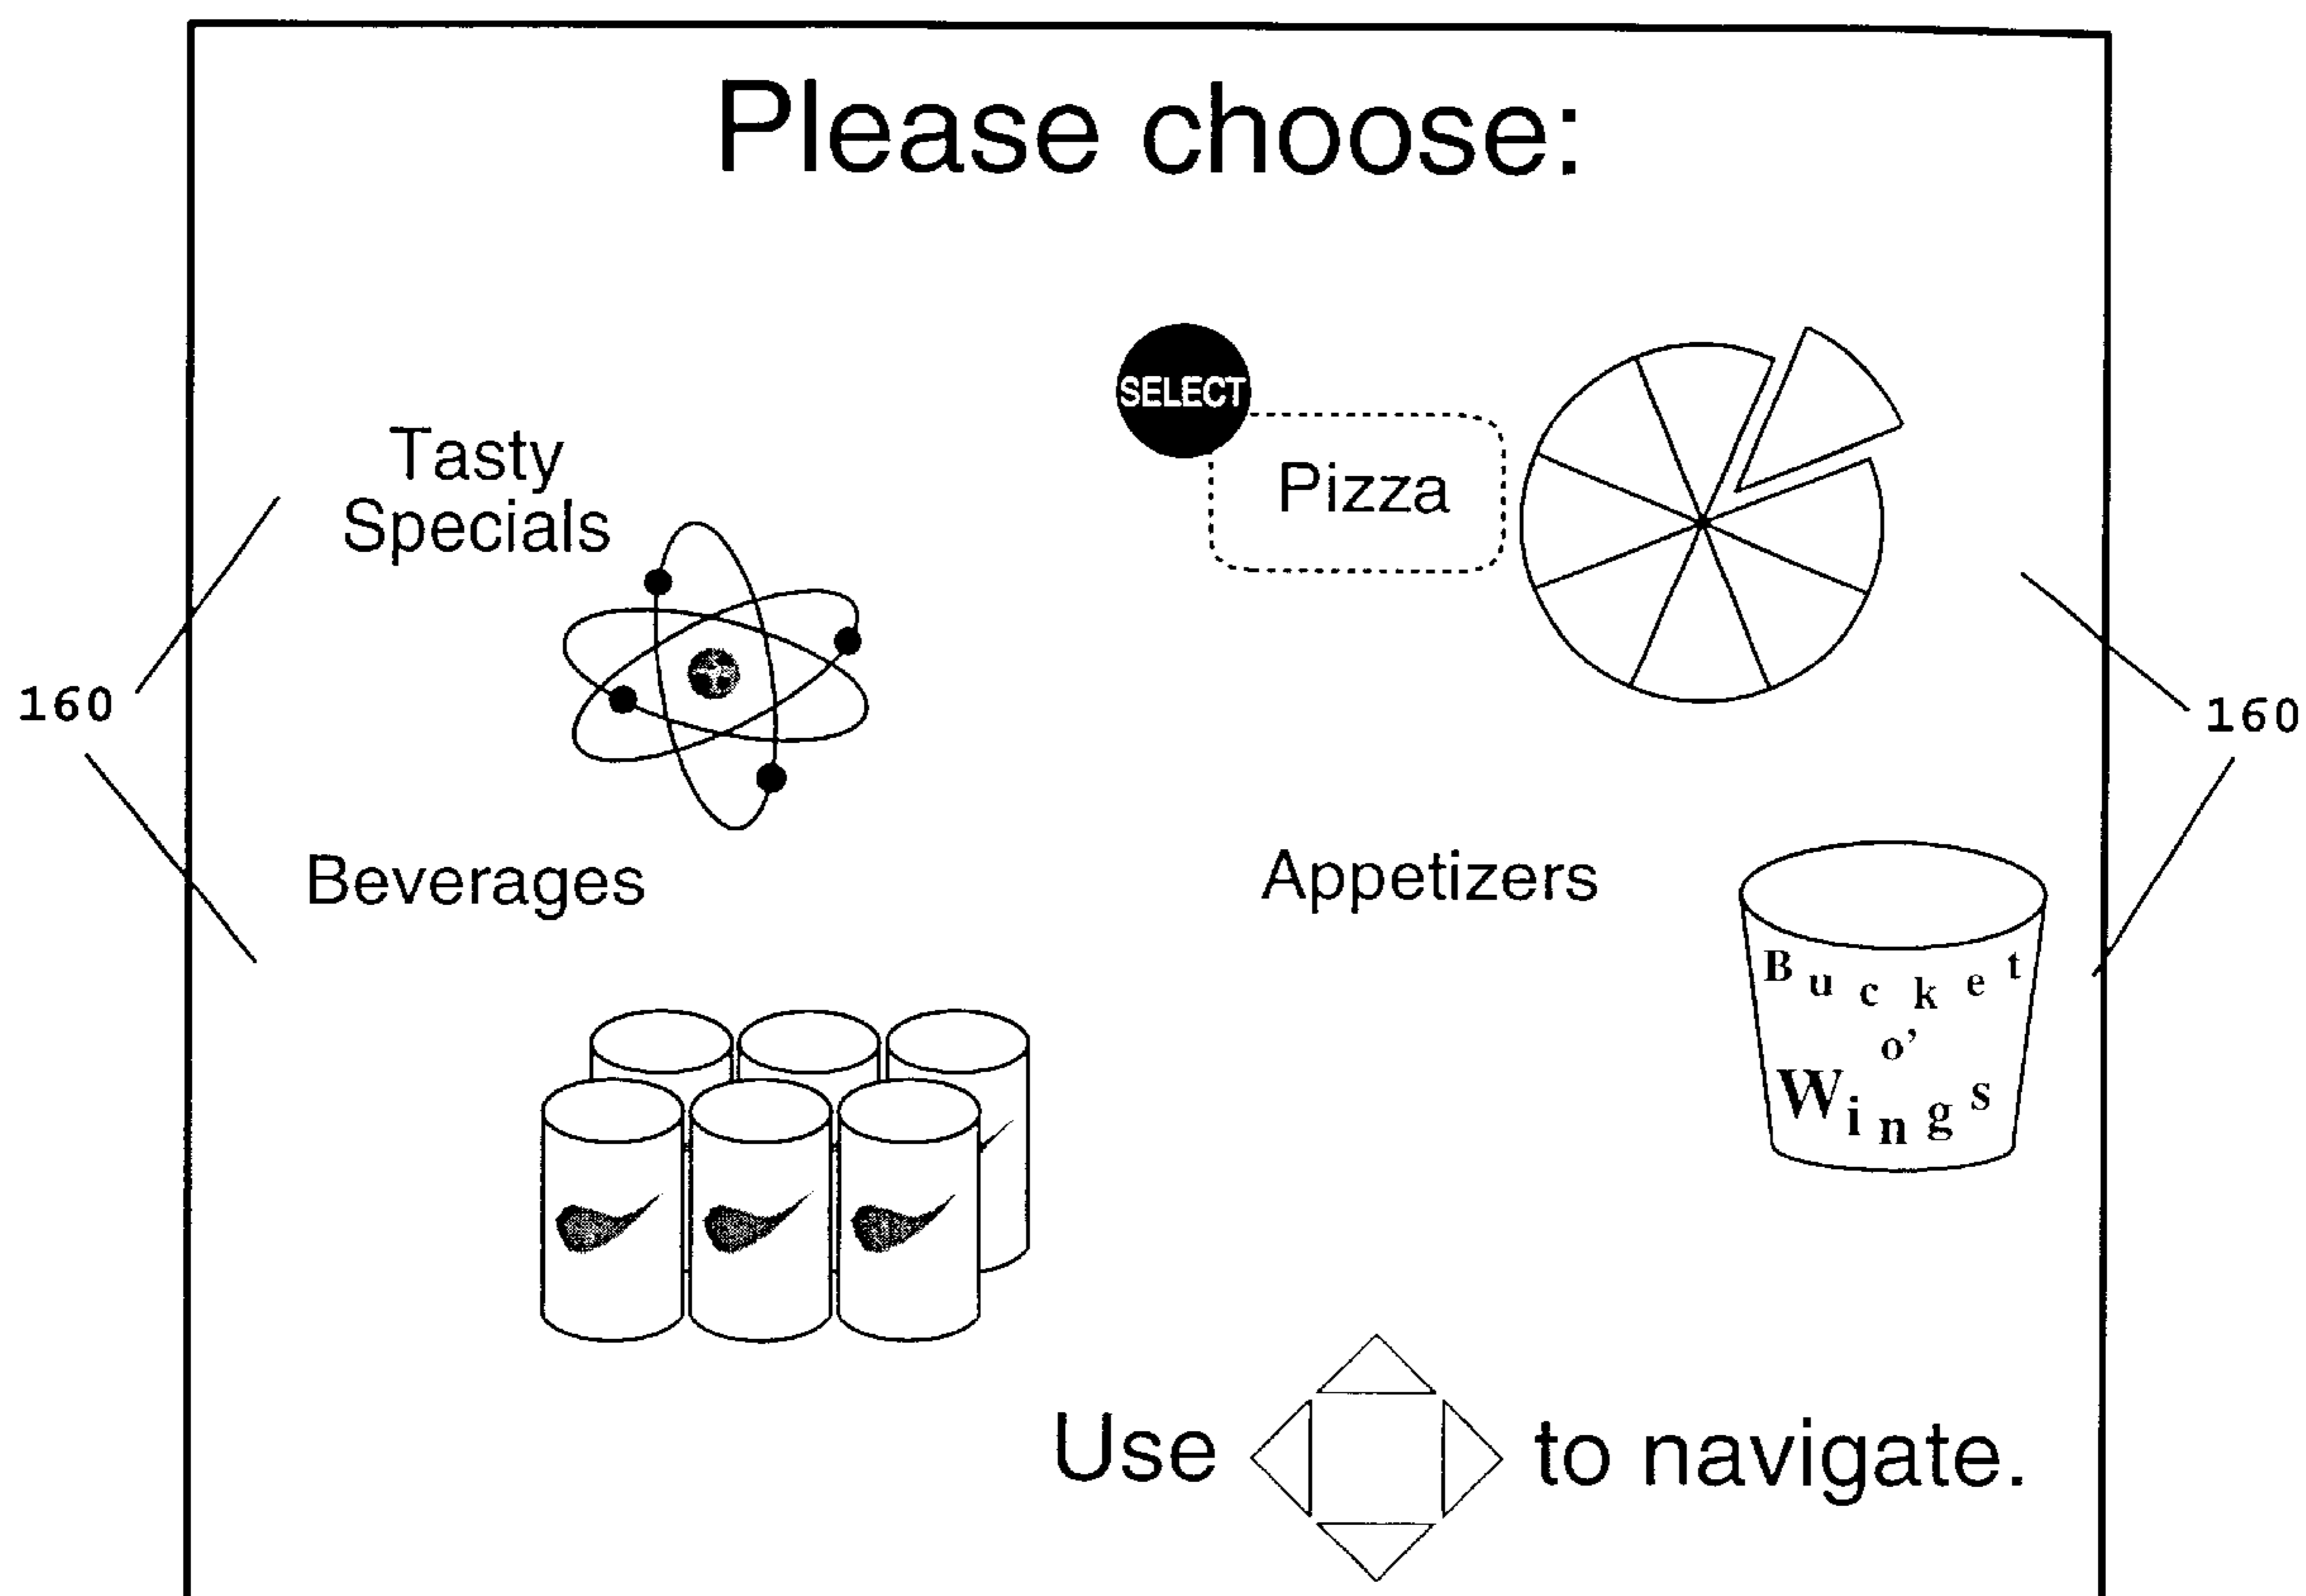 Please choose:
SELECT
Tasty
Specials
Pizza
160
160
Beverages
Appetizers
Bucket
o’
Wings
Use to navigate.